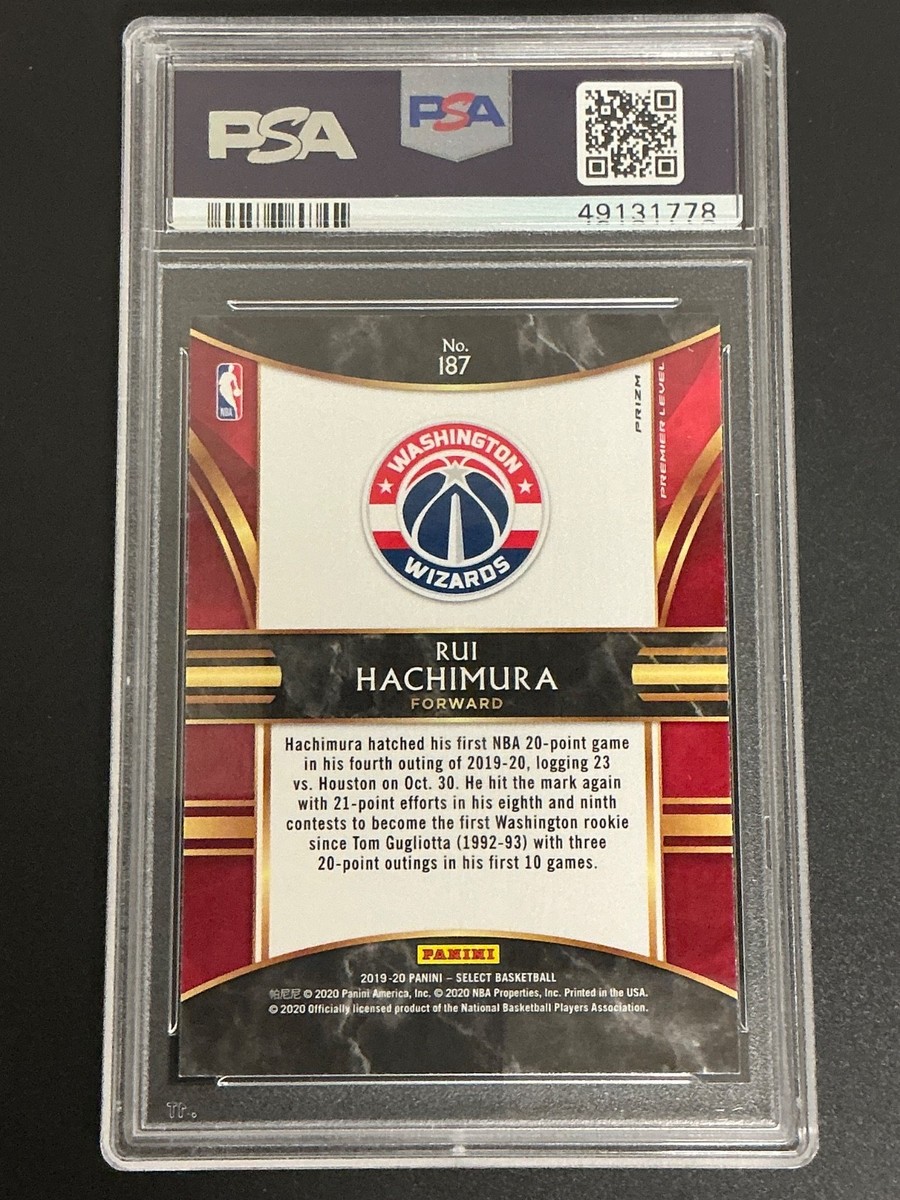 PSA
PSA
49131778
No.
187
NBA
PRIZM
PREMIER LEVEL
WASHINGTON
WIZARDS
RUI
HACHIMURA
FORWARD
Hachimura hatched his first NBA 20-point game
in his fourth outing of 2019-20, logging 23
vs. Houston on Oct. 30. He hit the mark again
with 21-point efforts in his eighth and ninth
contests to become the first Washington rookie
since Tom Gugliotta (1992-93) with three
20-point outings in his first 10 games.
PANINI
2019-20 PANINI – SELECT BASKETBALL
帕尼尼 © 2020 Panini America, Inc. © 2020 NBA Properties, Inc. Printed in the USA.
© 2020 Officially licensed product of the National Basketball Players Association.